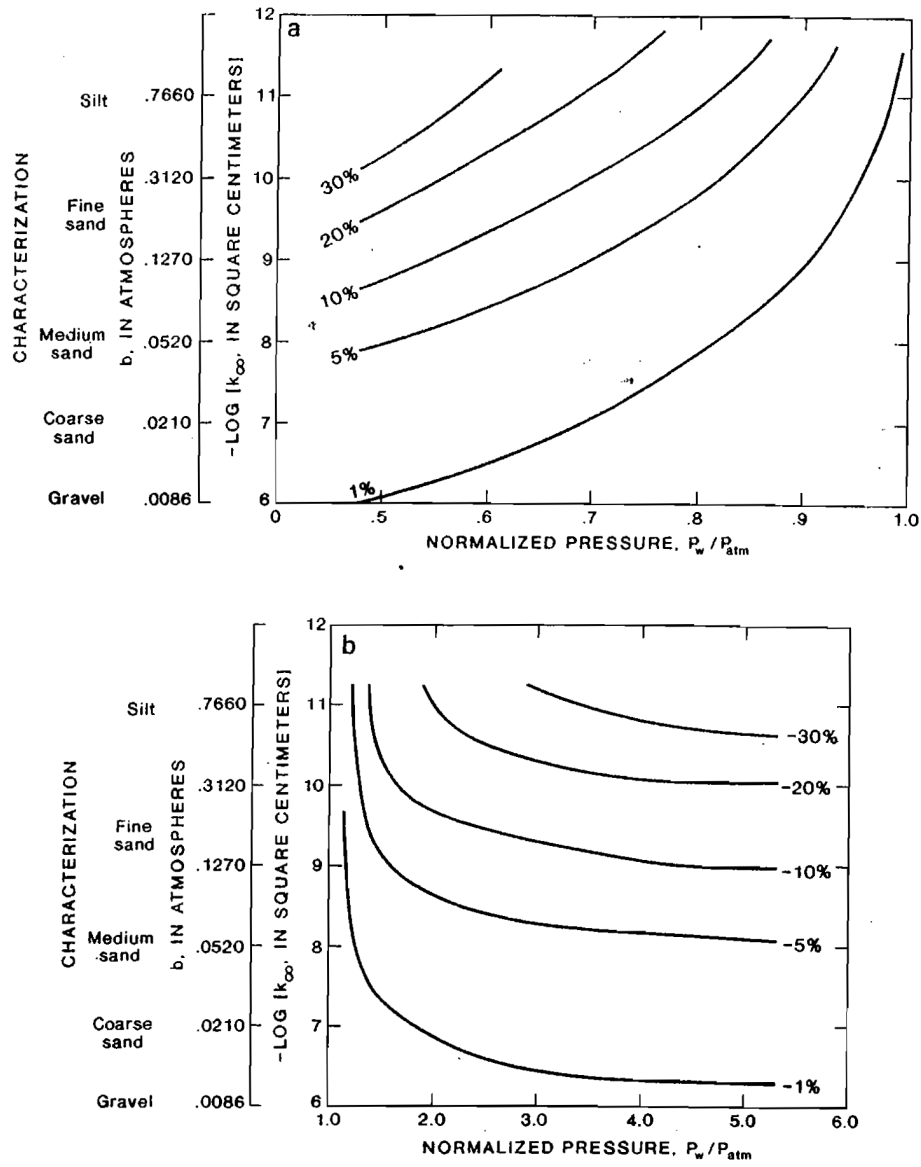 a
12
11
10
9
8
7
6
-LOG [k∞, IN SQUARE CENTIMETERS]
.7660
.3120
.1270
.0520
.0210
.0086
b, IN ATMOSPHERES
Silt
Fine
sand
Medium
sand
Coarse
sand
Gravel
CHARACTERIZATION
30%
20%
10%
5%
1%
0 .5 .6 .7 .8 .9 1.0
NORMALIZED PRESSURE, Pw/Patm
b
12
11
10
9
8
7
6
-LOG [k∞, IN SQUARE CENTIMETERS]
.7660
.3120
.1270
.0520
.0210
.0086
b, IN ATMOSPHERES
Silt
Fine
sand
Medium
sand
Coarse
sand
Gravel
CHARACTERIZATION
-30%
-20%
-10%
-5%
-1%
1.0 2.0 3.0 4.0 5.0 6.0
NORMALIZED PRESSURE, Pw/Patm